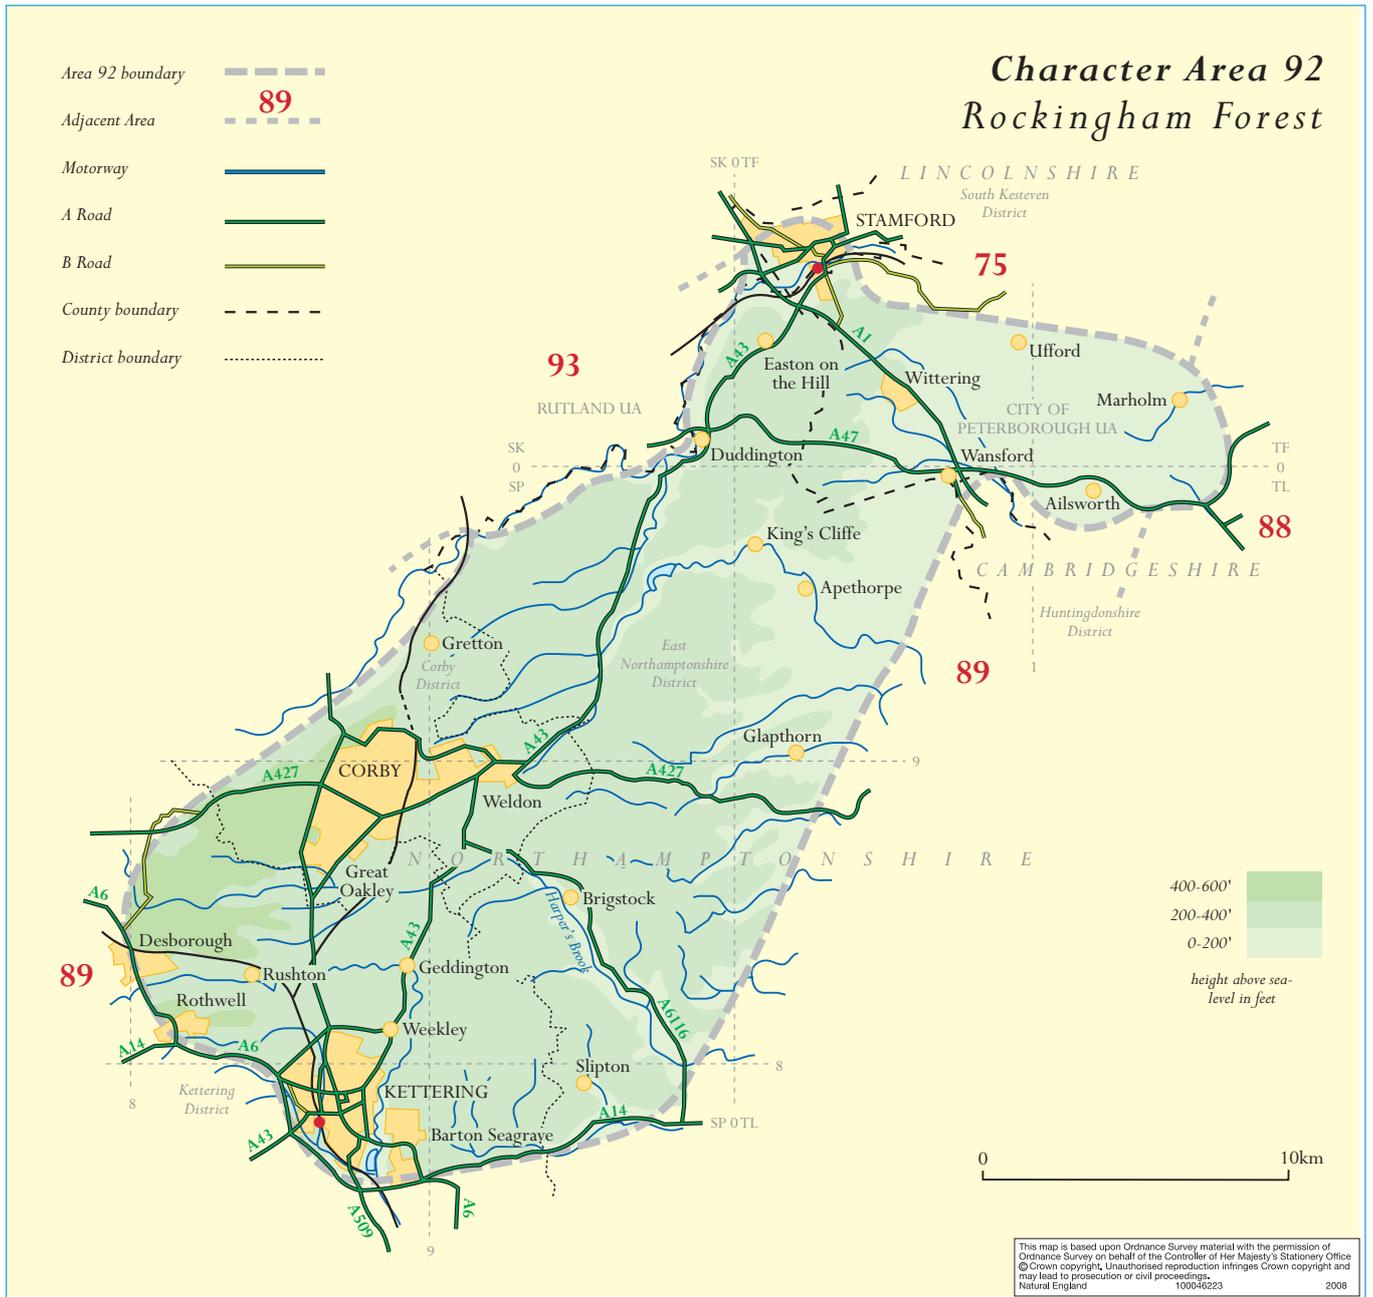 Character Area 92
Rockingham Forest
Area 92 boundary
89
Adjacent Area
Motorway
A Road
B Road
County boundary
District boundary
SK 0 TF
LINCOLNSHIRE
South Kesteven
District
STAMFORD
75
A1
A43
93
Ufford
Easton on
the Hill
Wittering
Marholm
RUTLAND UA
CITY OF
PETERBOROUGH UA
A47
SK
0
SP
Duddington
Wansford
TF
0
TL
Ailsworth
88
King's Cliffe
CAMBRIDGESHIRE
Apethorpe
Huntingdonshire
District
Gretton
East
Northamptonshire
District
Corby
District
89
1
Glapthorn
A43
9
A427
CORBY
A427
Weldon
NORTHAMPTONSHIRE
Great
Oakley
400-600'
A6
Brigstock
200-400'
Harper's Brook
Desborough
A43
0-200'
89
Rushton
Geddington
height above sea-
level in feet
Rothwell
A6116
Weekley
A14
A6
Slipton
8
Kettering
District
KETTERING
8
A14
SP 0 TL
A43
Barton Seagrave
0
10km
A509
A6
9
This map is based upon Ordnance Survey material with the permission of
Ordnance Survey on behalf of the Controller of Her Majesty's Stationery Office
© Crown copyright. Unauthorised reproduction infringes Crown copyright and
may lead to prosecution or civil proceedings.
Natural England 100046223 2008